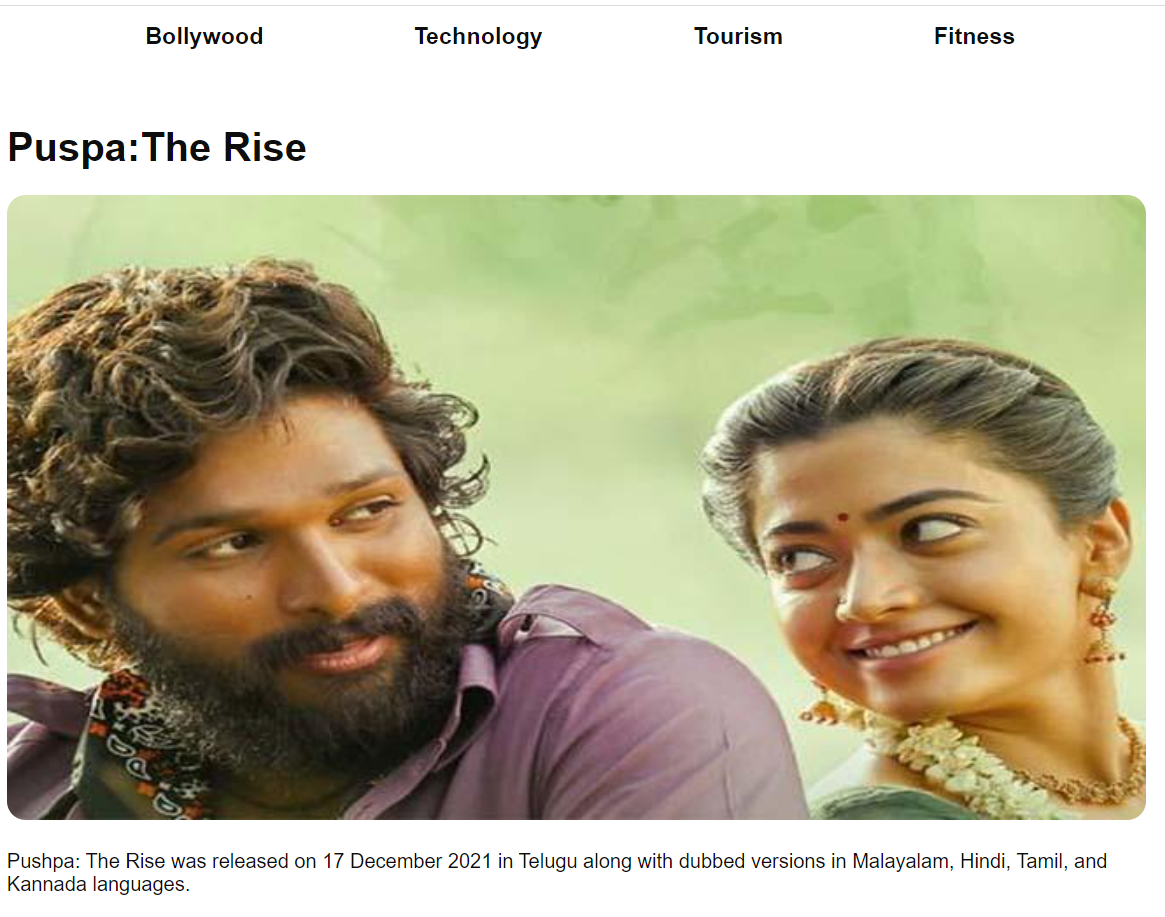 Bollywood Technology Tourism Fitness
Puspa:The Rise
Pushpa: The Rise was released on 17 December 2021 in Telugu along with dubbed versions in Malayalam, Hindi, Tamil, and
Kannada languages.